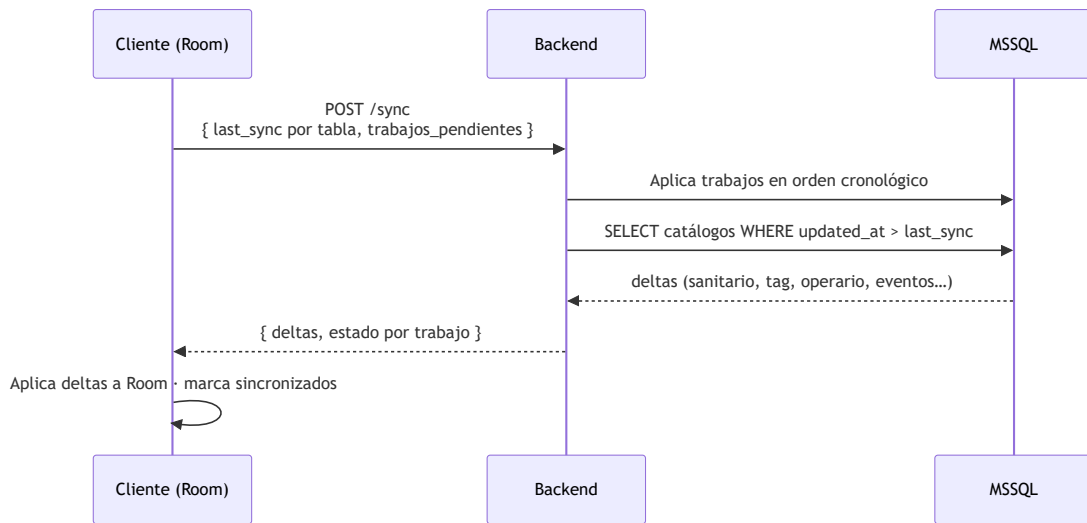 Cliente (Room)
Backend
MSSQL
POST /sync
{ last_sync por tabla, trabajos_pendientes }
Aplica trabajos en orden cronológico
SELECT catálogos WHERE updated_at > last_sync
deltas (sanitario, tag, operario, eventos…)
{ deltas, estado por trabajo }
Aplica deltas a Room · marca sincronizados
Cliente (Room)
Backend
MSSQL